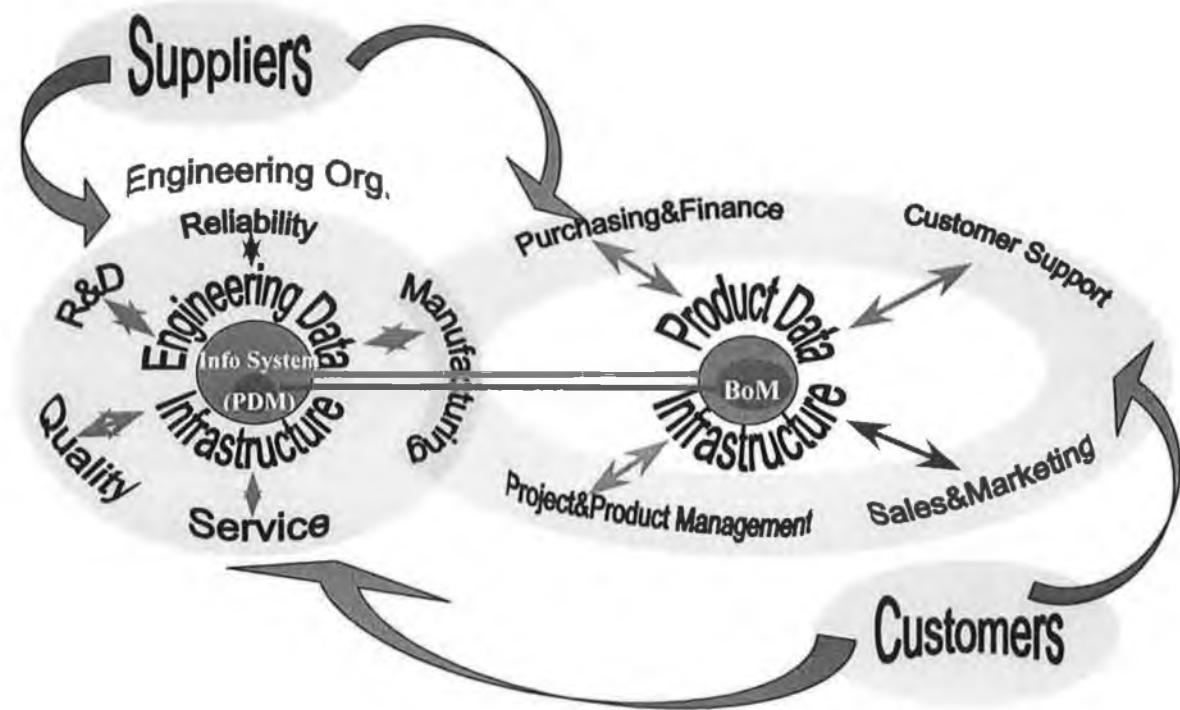 Suppliers
Engineering Org.
Reliability
R&D
Engineering Data
Infrastructure
Info System
(PDM)
Manufacturing
Quality
Service
Purchasing&Finance
Customer Support
Product Data
Infrastructure
BoM
Project&Product Management
Sales&Marketing
Customers